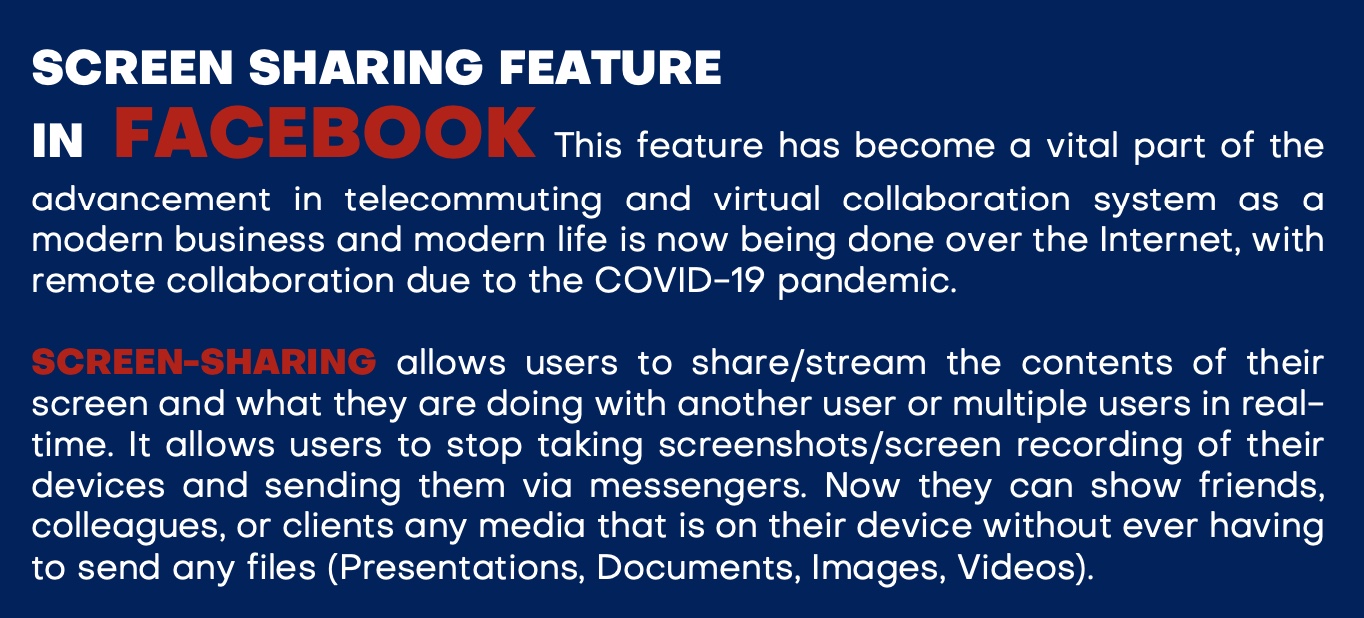 SCREEN SHARING FEATURE
IN FACEBOOK This feature has become a vital part of the
advancement in telecommuting and virtual collaboration system as a
modern business and modern life is now being done over the Internet, with
remote collaboration due to the COVID-19 pandemic.
SCREEN-SHARING allows users to share/stream the contents of their
screen and what they are doing with another user or multiple users in real-
time. It allows users to stop taking screenshots/screen recording of their
devices and sending them via messengers. Now they can show friends,
colleagues, or clients any media that is on their device without ever having
to send any files (Presentations, Documents, Images, Videos).